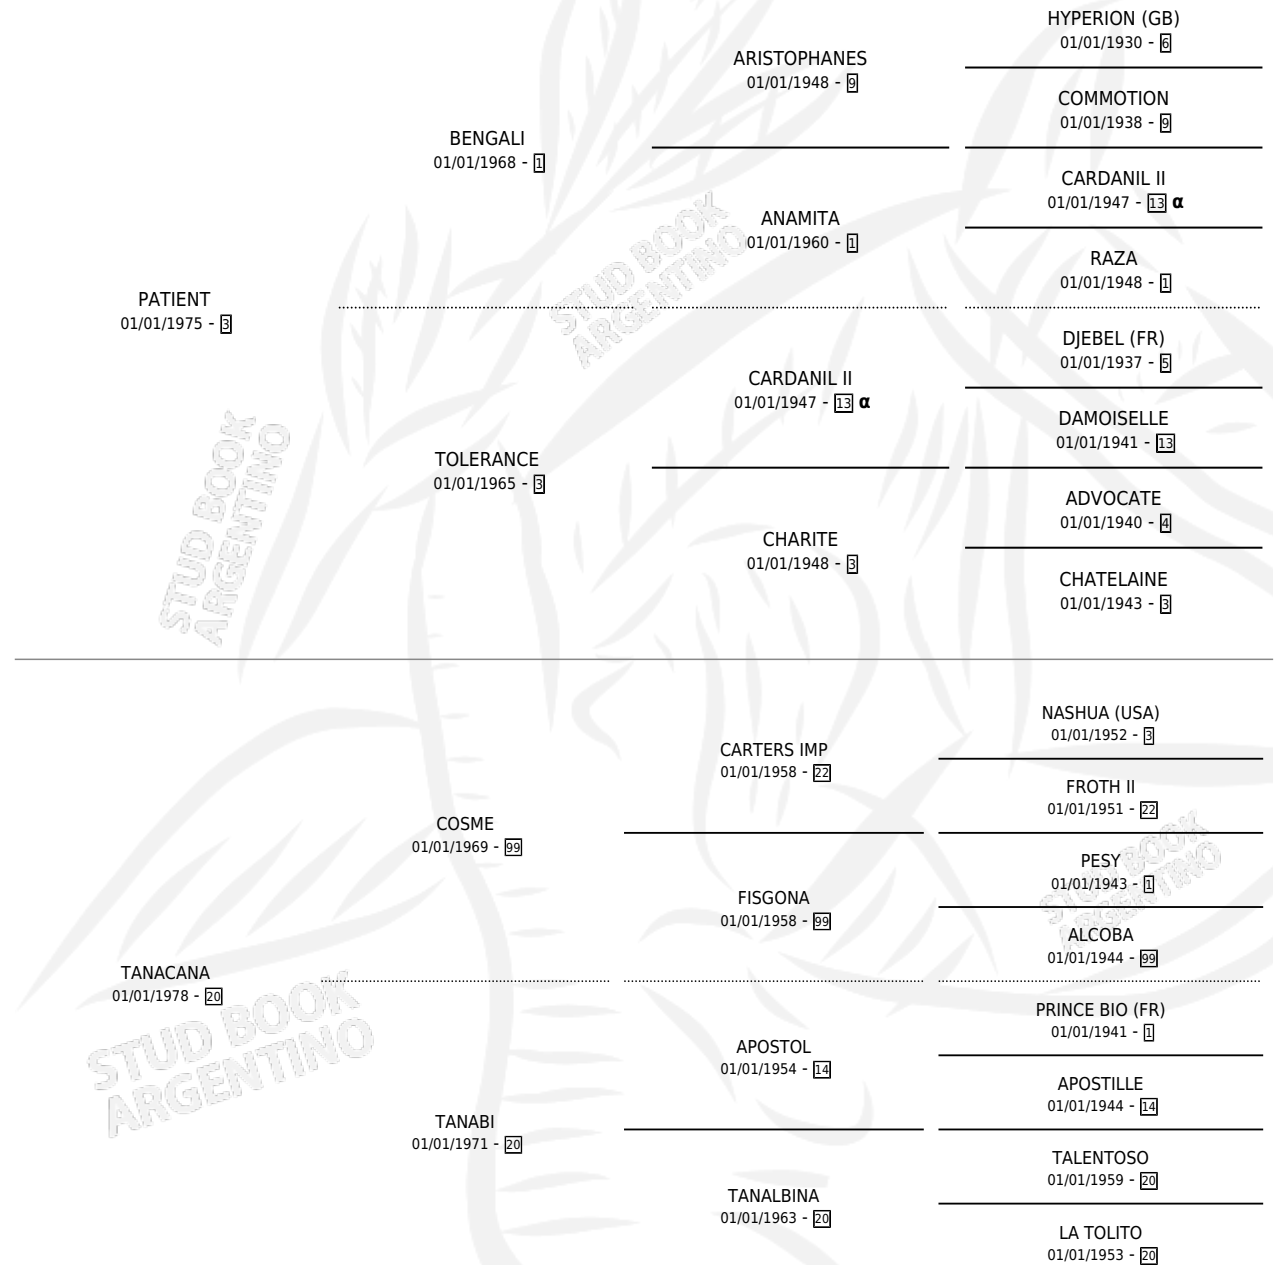 HYPERION (GB)
01/01/1930 - 6
ARISTOPHANES
01/01/1948 - 9
COMMOTION
01/01/1938 - 9
BENGALI
01/01/1968 - 1
CARDANIL II
01/01/1947 - 13 α
ANAMITA
01/01/1960 - 1
RAZA
01/01/1948 - 1
PATIENT
01/01/1975 - 3
DJEBEL (FR)
01/01/1937 - 5
CARDANIL II
01/01/1947 - 13 α
DAMOISELLE
01/01/1941 - 13
TOLERANCE
01/01/1965 - 3
ADVOCATE
01/01/1940 - 4
CHARITE
01/01/1948 - 3
CHATELAINE
01/01/1943 - 3
NASHUA (USA)
01/01/1952 - 3
CARTERS IMP
01/01/1958 - 22
FROTH II
01/01/1951 - 22
COSME
01/01/1969 - 99
PESY
01/01/1943 - 1
FISGONA
01/01/1958 - 99
ALCOBA
01/01/1944 - 99
TANACANA
01/01/1978 - 20
PRINCE BIO (FR)
01/01/1941 - 1
APOSTOL
01/01/1954 - 14
APOSTILLE
01/01/1944 - 14
TANABI
01/01/1971 - 20
TALENTOSO
01/01/1959 - 20
TANALBINA
01/01/1963 - 20
LA TOLITO
01/01/1953 - 20
STUD BOOK
ARGENTINO
STUD BOOK
ARGENTINO
STUD BOOK
ARGENTINO
STUD BOOK
ARGENTINO